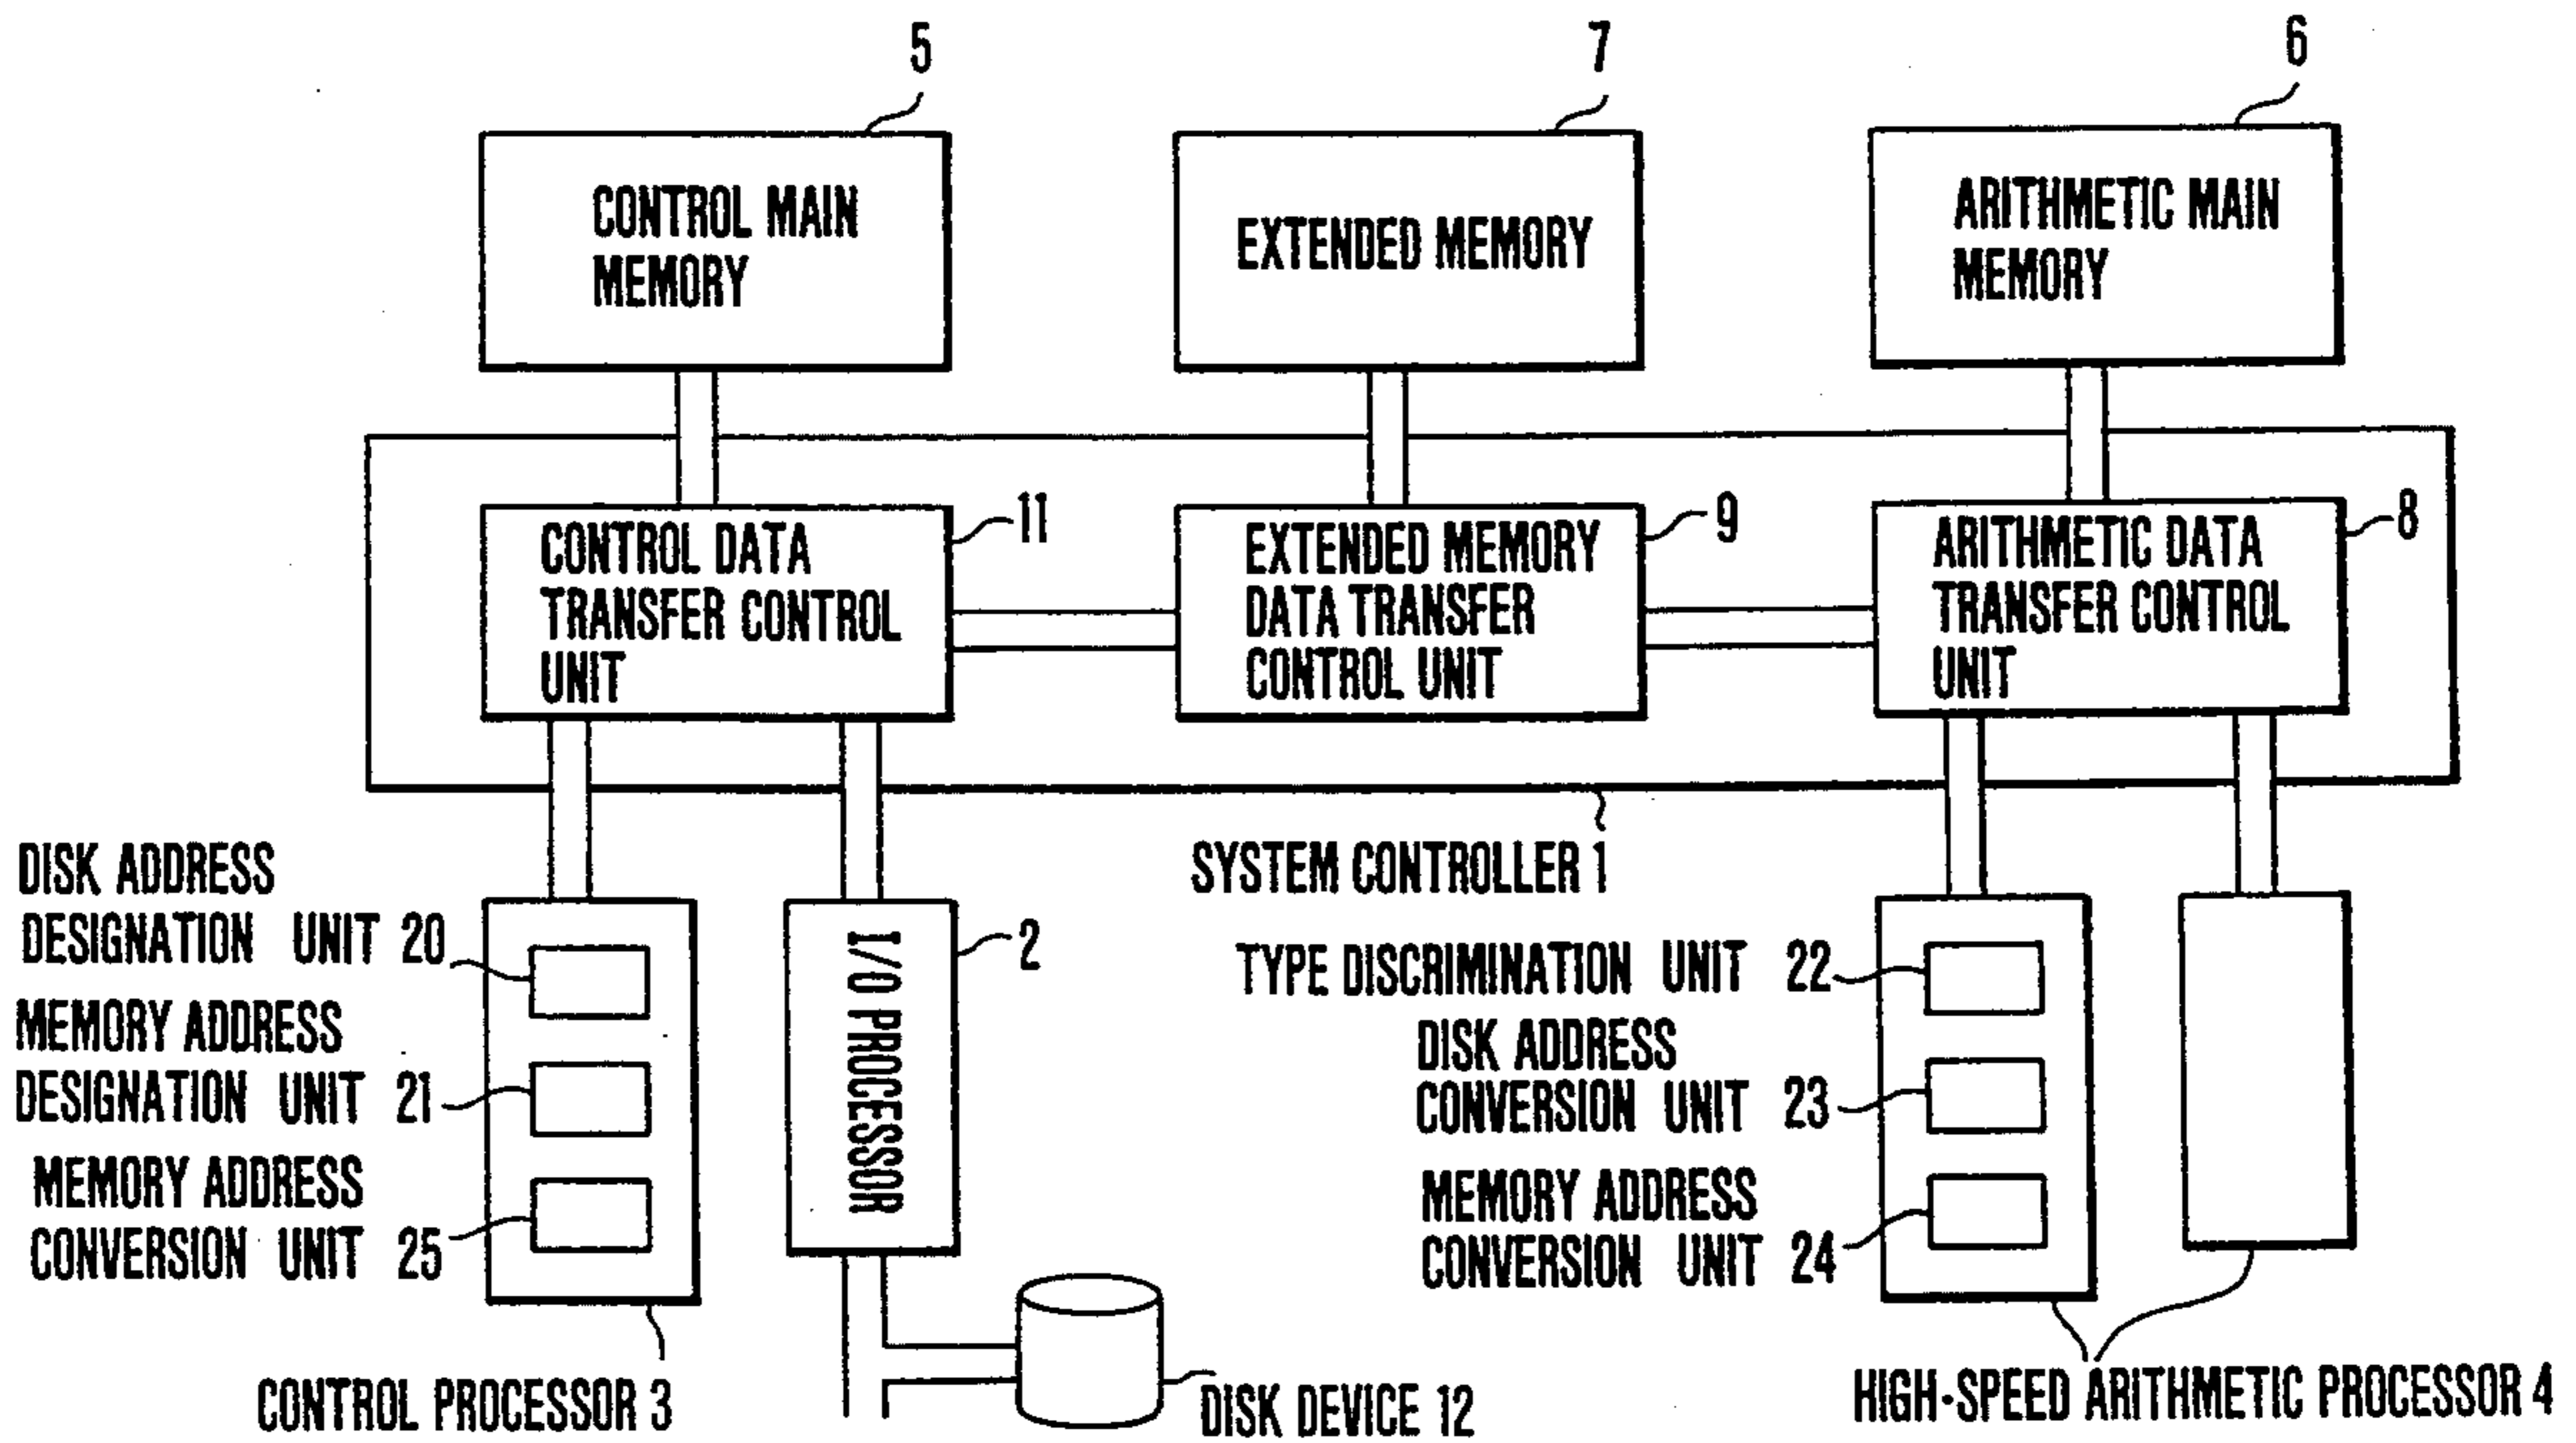 5
7
6
CONTROL MAIN
MEMORY
EXTENDED MEMORY
ARITHMETIC MAIN
MEMORY
CONTROL DATA
TRANSFER CONTROL
UNIT
11
EXTENDED MEMORY
DATA TRANSFER
CONTROL UNIT
9
ARITHMETIC DATA
TRANSFER CONTROL
UNIT
8
SYSTEM CONTROLLER 1
DISK ADDRESS
DESIGNATION UNIT 20
MEMORY ADDRESS
DESIGNATION UNIT 21
MEMORY ADDRESS
CONVERSION UNIT 25
I/O PROCESSOR
2
TYPE DISCRIMINATION UNIT 22
DISK ADDRESS
CONVERSION UNIT 23
MEMORY ADDRESS
CONVERSION UNIT 24
CONTROL PROCESSOR 3
DISK DEVICE 12
HIGH-SPEED ARITHMETIC PROCESSOR 4